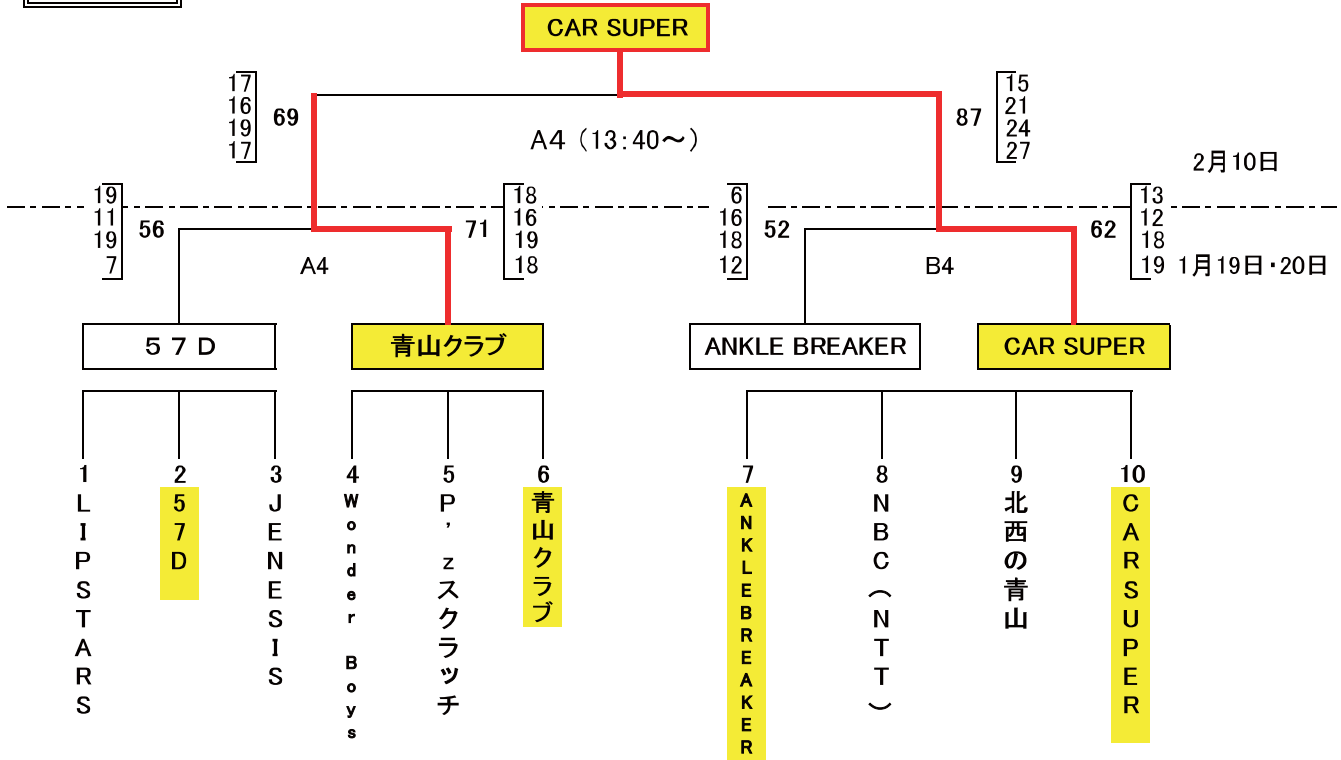 CAR SUPER
17
16
19
17
69
A4（13:40～）
87
15
21
24
27
2月10日
19
11
19
7
56
71
18
16
19
18
6
16
18
12
52
62
13
12
18
19
A4
B4
1月19日・20日
５７Ｄ
青山クラブ
ANKLE BREAKER
CAR SUPER
1
LIPSTARS
2
57D
3
JENESIS
4
Wonder Boys
5
P'zスクラッチ
6
青山クラブ
7
ANKLEBREAKER
8
NBC（NTT）
9
北西の青山
10
CARSUPER